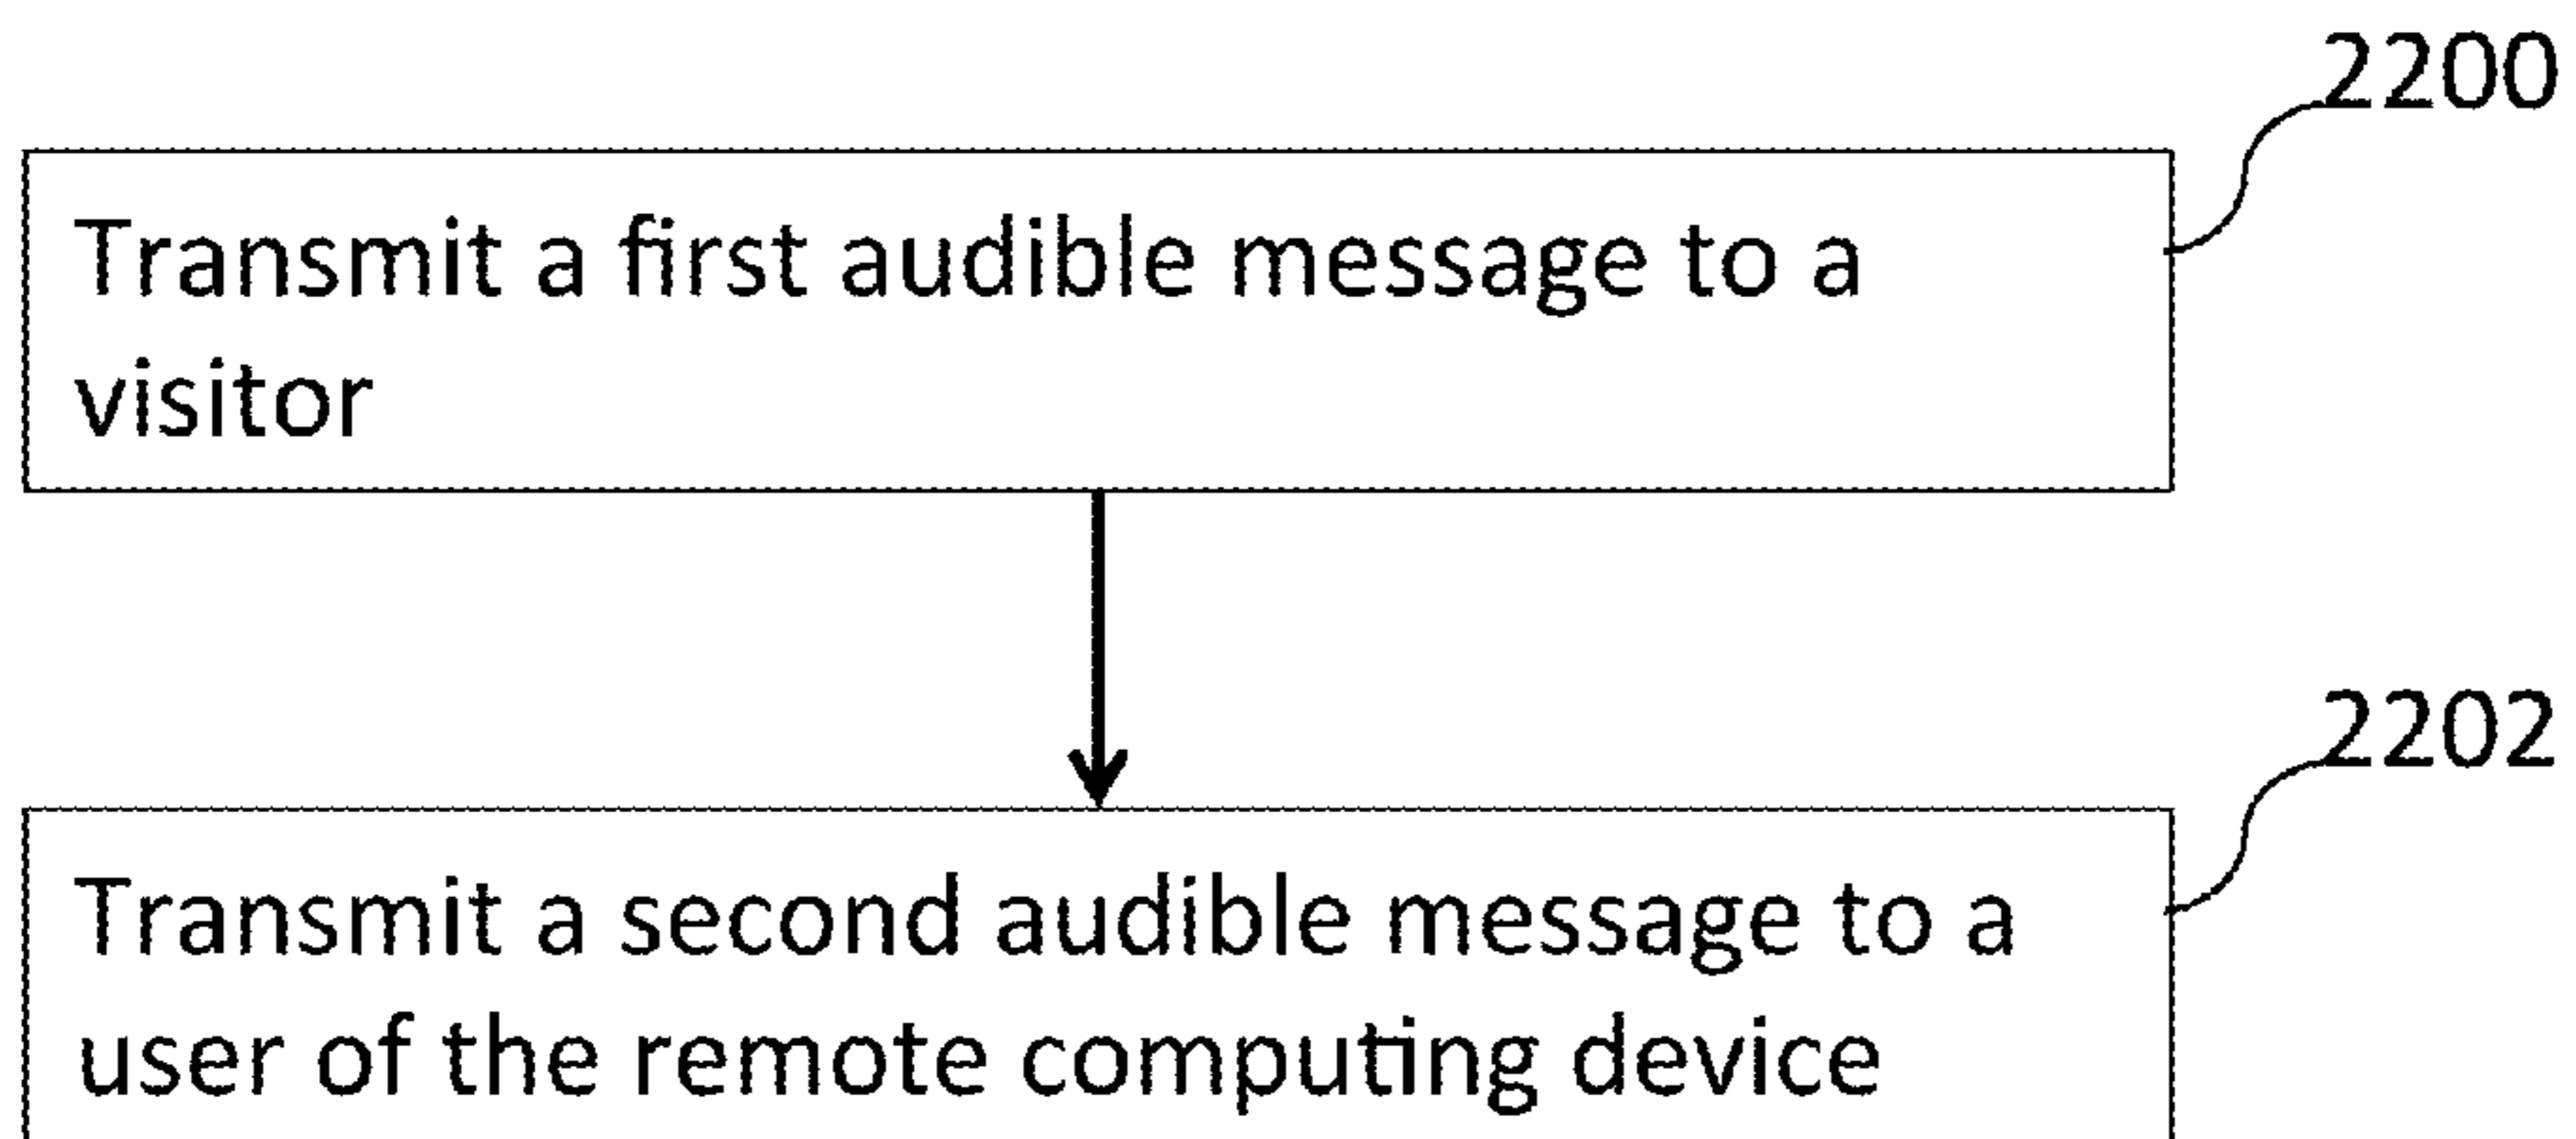 2200
Transmit a first audible message to a
visitor
2202
Transmit a second audible message to a
user of the remote computing device